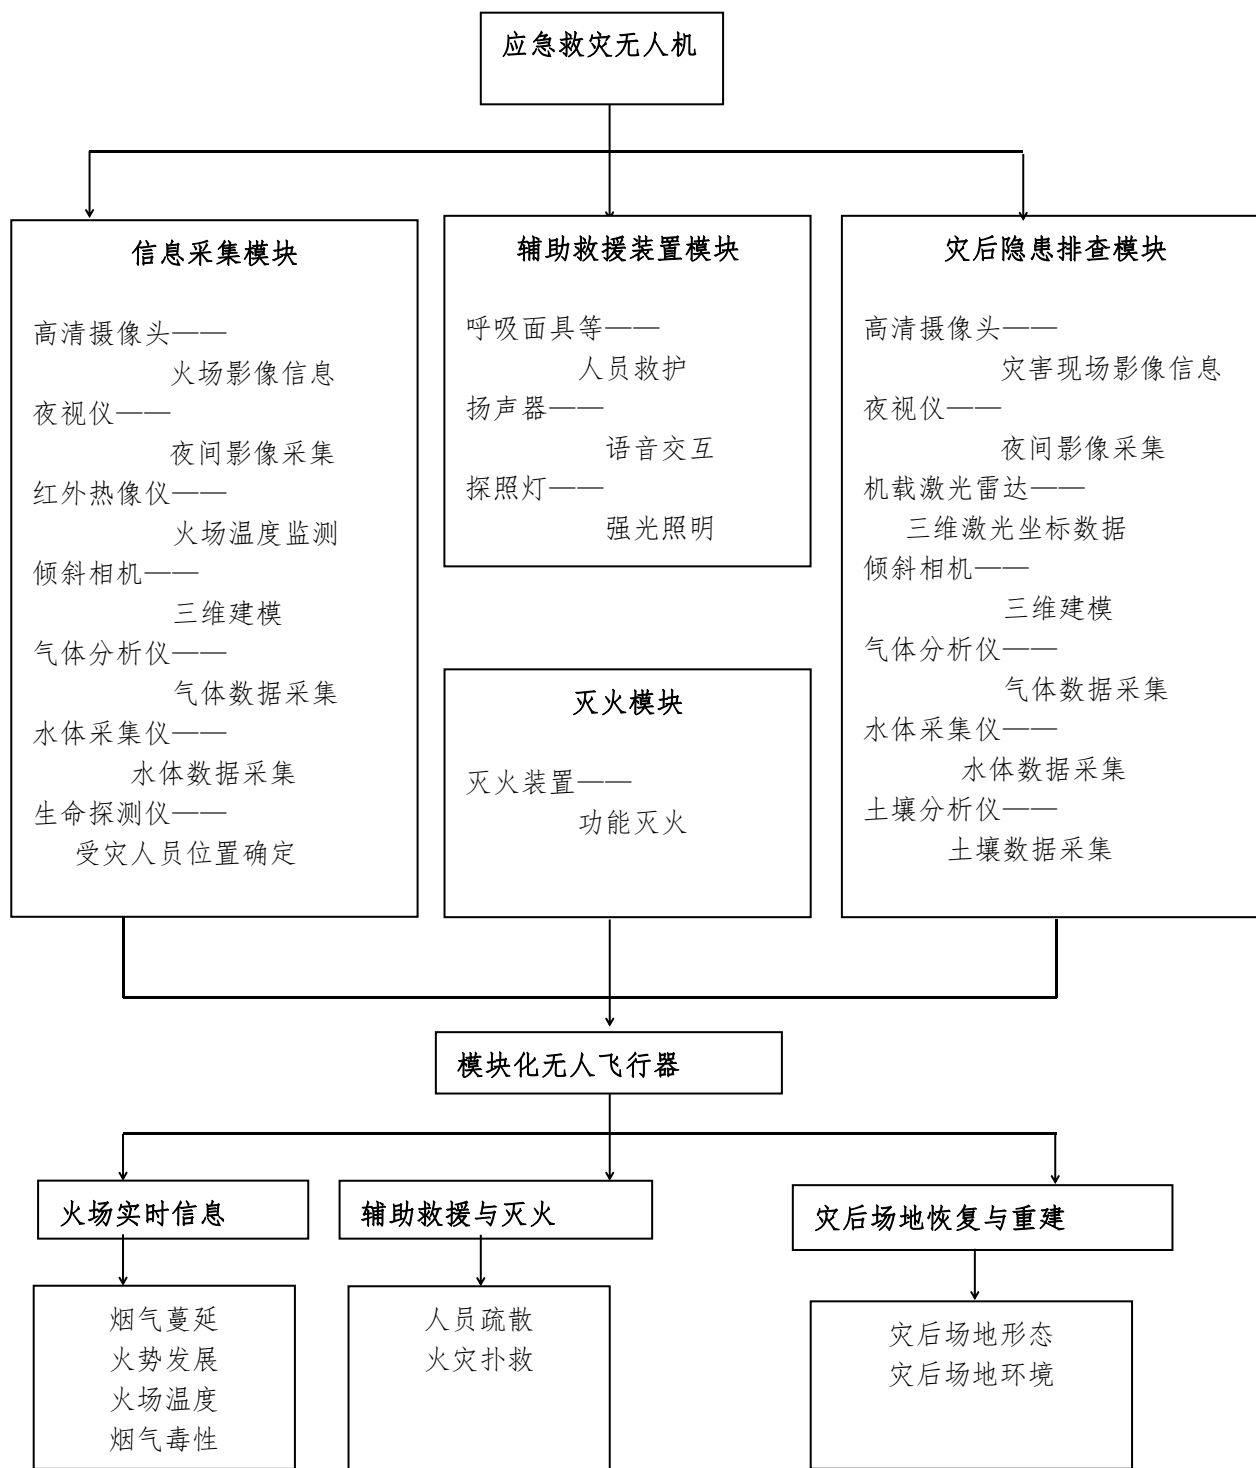 应急救灾无人机
信息采集模块
高清摄像头——
火场影像信息
夜视仪——
夜间影像采集
红外热像仪——
火场温度监测
倾斜相机——
三维建模
气体分析仪——
气体数据采集
水体采集仪——
水体数据采集
生命探测仪——
受灾人员位置确定
辅助救援装置模块
呼吸面具等——
人员救护
扬声器——
语音交互
探照灯——
强光照明
灭火模块
灭火装置——
功能灭火
灾后隐患排查模块
高清摄像头——
灾害现场影像信息
夜视仪——
夜间影像采集
机载激光雷达——
三维激光坐标数据
倾斜相机——
三维建模
气体分析仪——
气体数据采集
水体采集仪——
水体数据采集
土壤分析仪——
土壤数据采集
模块化无人飞行器
火场实时信息
烟气蔓延
火势发展
火场温度
烟气毒性
辅助救援与灭火
人员疏散
火灾扑救
灾后场地恢复与重建
灾后场地形态
灾后场地环境